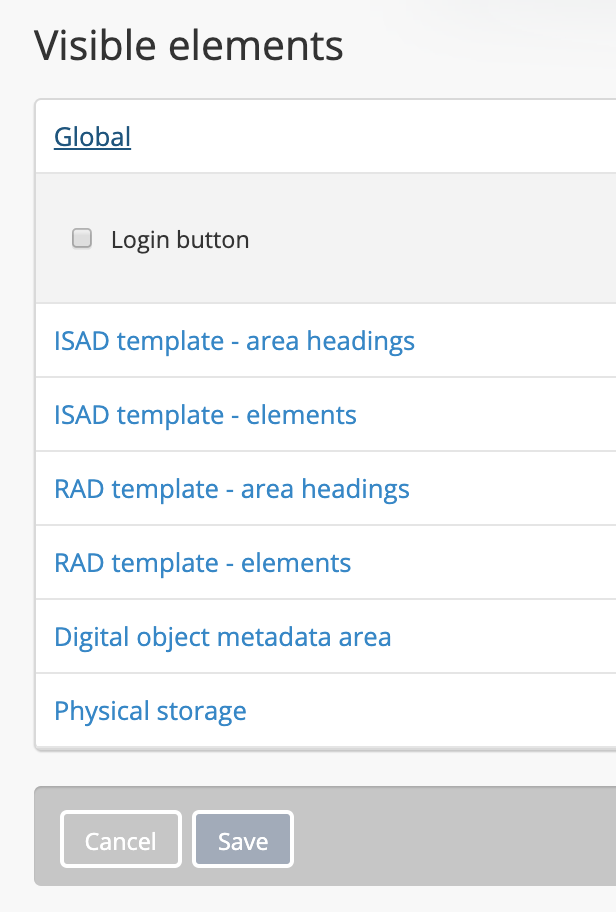 Visible elements
Global
Login button
ISAD template - area headings
ISAD template - elements
RAD template - area headings
RAD template - elements
Digital object metadata area
Physical storage
Cancel Save